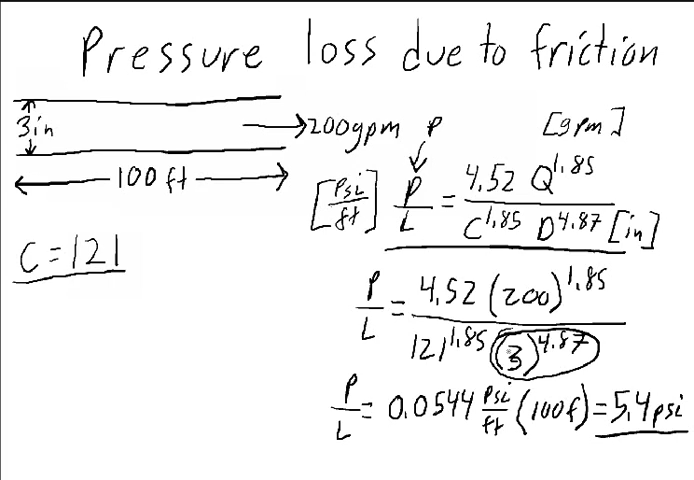 Pressure loss due to friction
3in
200gpm
P
[gpm]
100 ft
[psi/ft] P/L = 4.52 Q^1.85 / C^1.85 D^4.87 [in]
C = 121
P/L = 4.52 (200)^1.85 / 121^1.85 (3)^4.87
P/L = 0.0544 psi/ft (100f) = 5.4psi